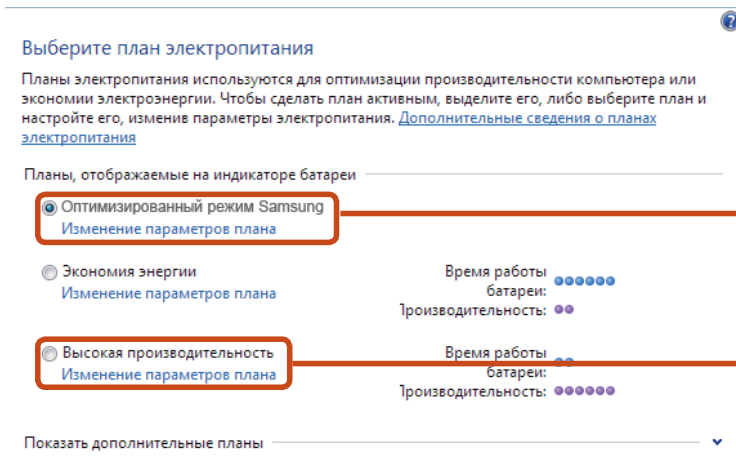 Выберите план электропитания
Планы электропитания используются для оптимизации производительности компьютера или
экономии электроэнергии. Чтобы сделать план активным, выделите его, либо выберите план и
настройте его, изменив параметры электропитания. Дополнительные сведения о планах
электропитания
Планы, отображаемые на индикаторе батареи
Оптимизированный режим Samsung
Изменение параметров плана
Экономия энергии
Изменение параметров плана
Время работы
батареи:
Производительность:
Высокая производительность
Изменение параметров плана
Время работы
батареи:
Производительность:
Показать дополнительные планы